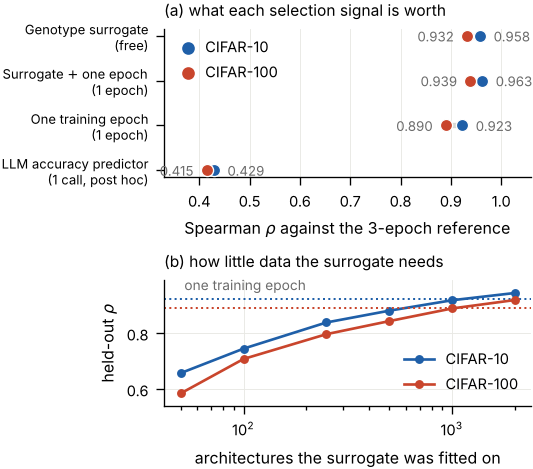 (a) what each selection signal is worth
Genotype surrogate
(free)
0.932
0.958
CIFAR-10
CIFAR-100
Surrogate + one epoch
(1 epoch)
0.939
0.963
One training epoch
(1 epoch)
0.890
0.923
LLM accuracy predictor
(1 call, post hoc)
0.415
0.429
0.4 0.5 0.6 0.7 0.8 0.9 1.0
Spearman ρ against the 3-epoch reference
(b) how little data the surrogate needs
one training epoch
held-out ρ
0.8
0.6
CIFAR-10
CIFAR-100
10² 10³
architectures the surrogate was fitted on